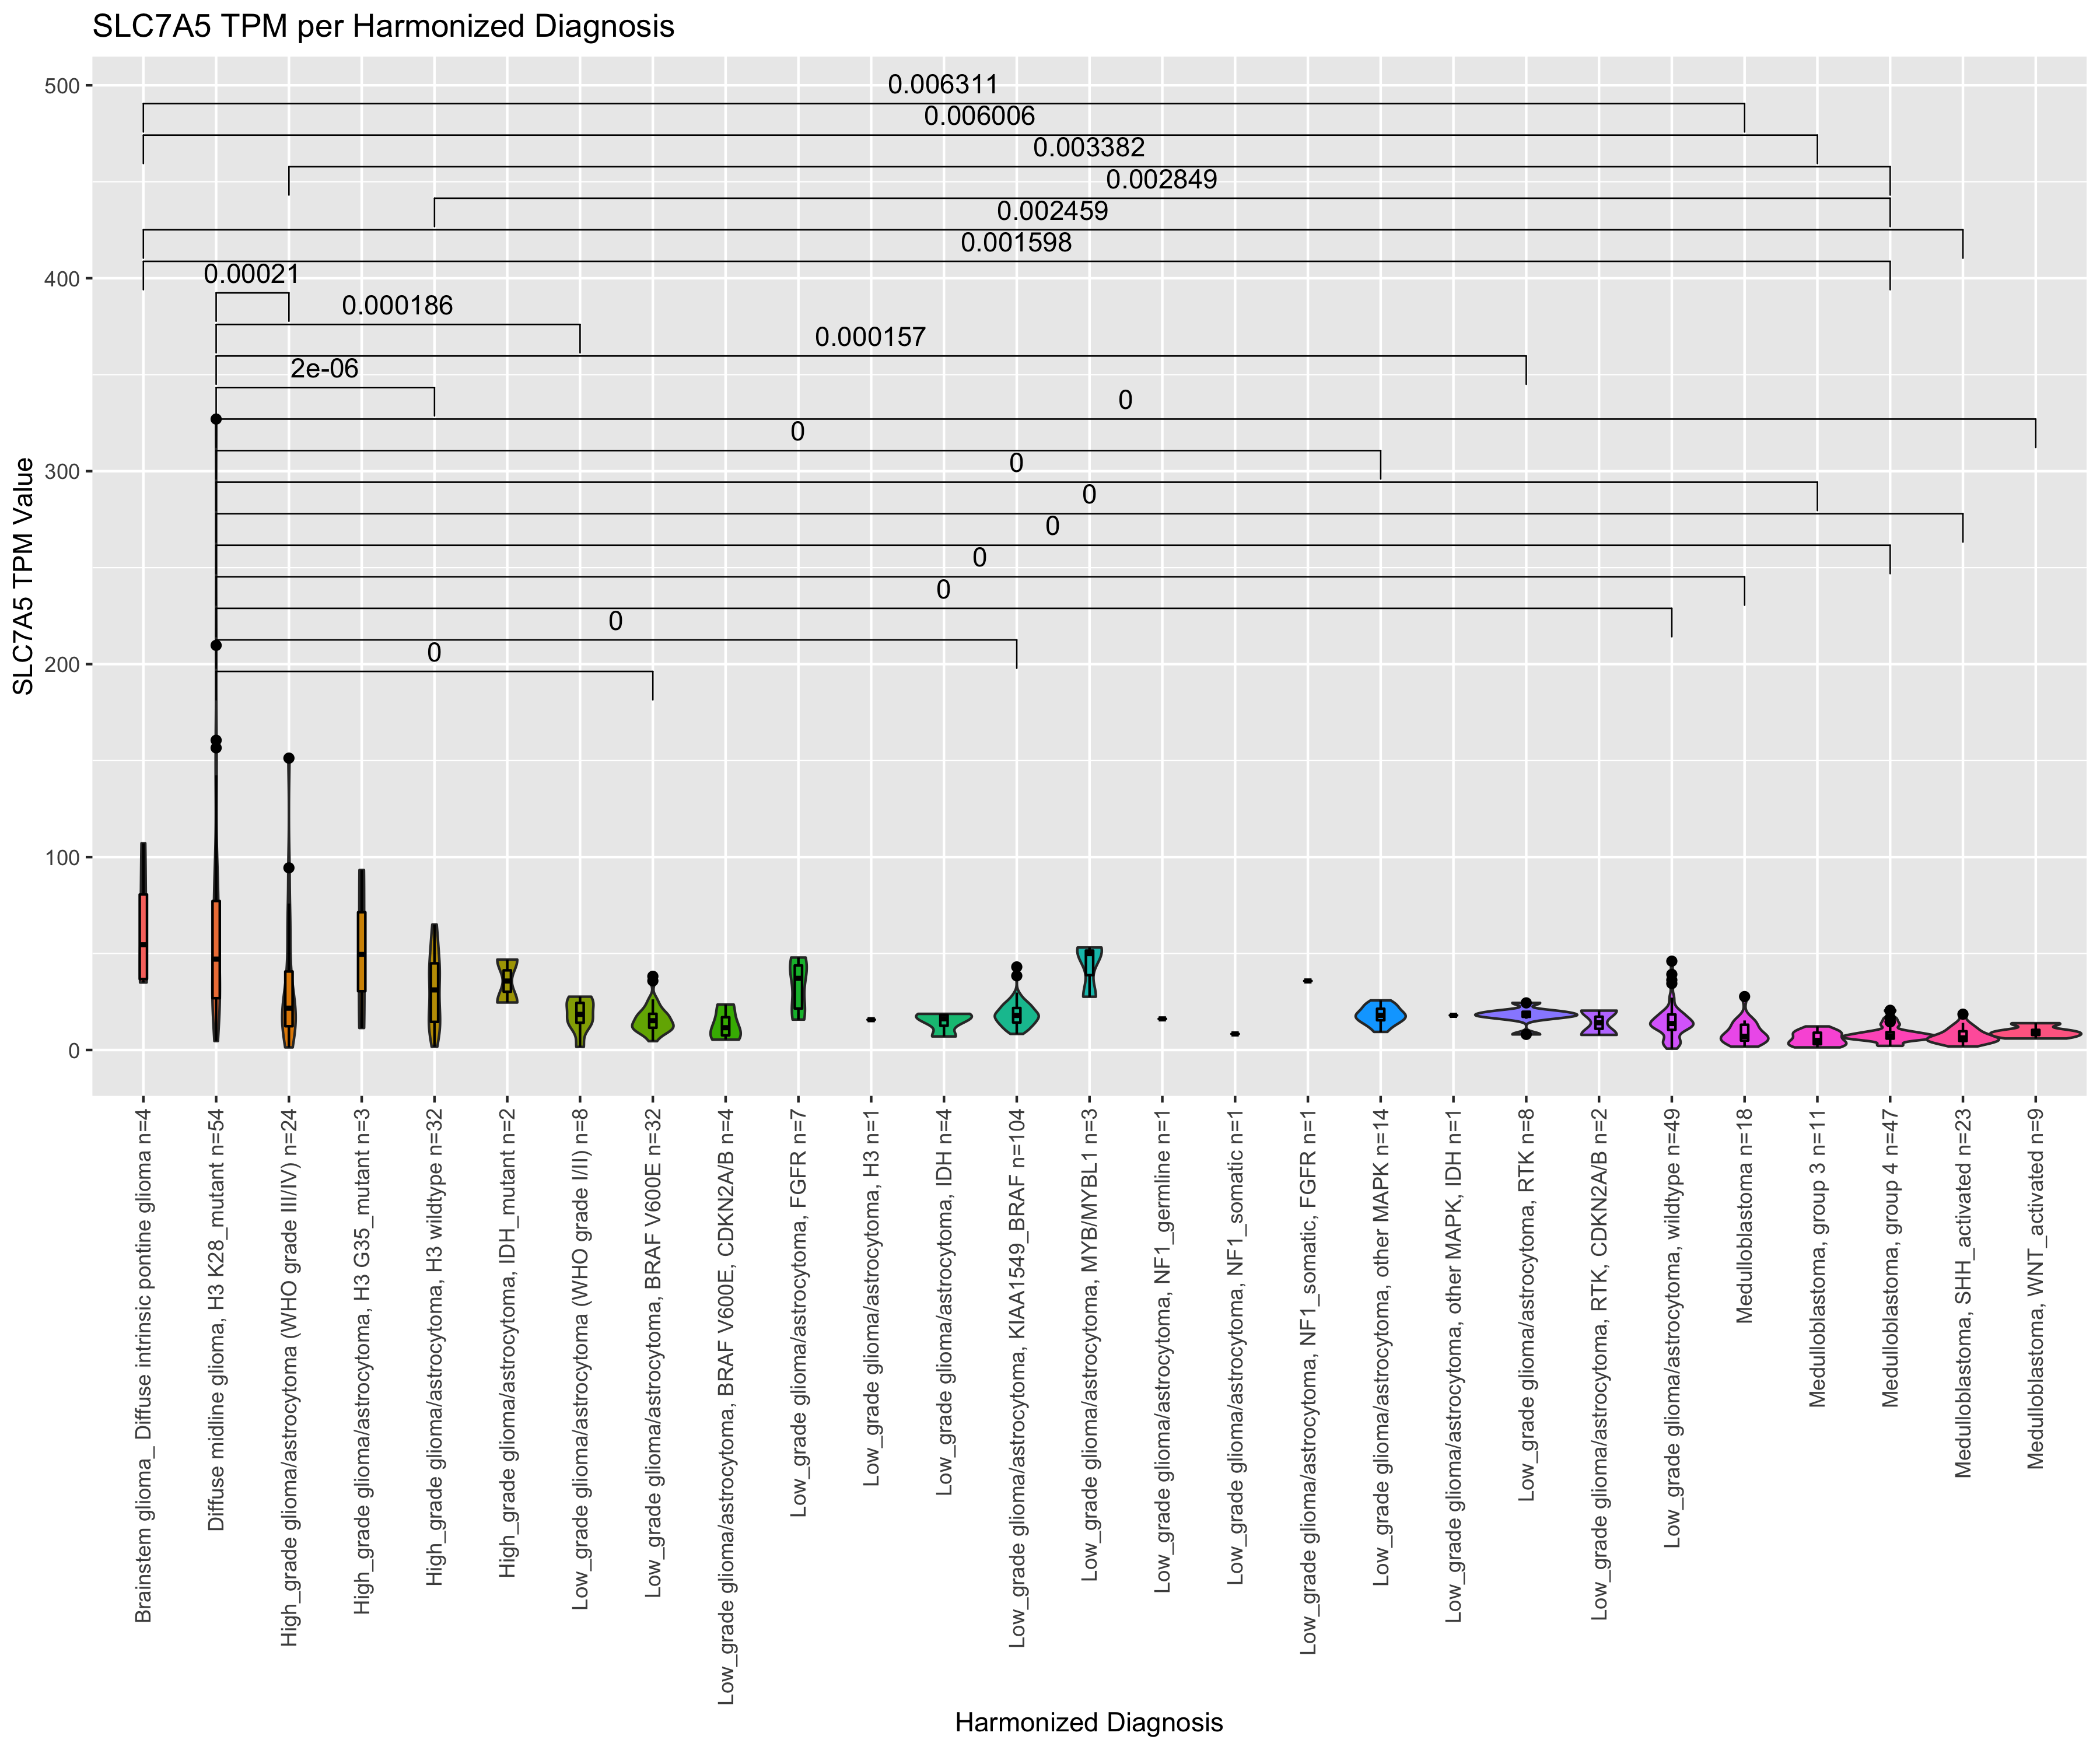 SLC7A5 TPM per Harmonized Diagnosis
SLC7A5 TPM Value
500
400
300
200
100
0
0.006311
0.006006
0.003382
0.002849
0.002459
0.001598
0.00021
0.000186
0.000157
2e-06
0
0
0
0
0
0
0
0
0
Brainstem glioma_ Diffuse intrinsic pontine glioma n=4
Diffuse midline glioma, H3 K28_mutant n=54
High_grade glioma/astrocytoma (WHO grade III/IV) n=24
High_grade glioma/astrocytoma, H3 G35_mutant n=3
High_grade glioma/astrocytoma, H3 wildtype n=32
High_grade glioma/astrocytoma, IDH_mutant n=2
Low_grade glioma/astrocytoma (WHO grade I/II) n=8
Low_grade glioma/astrocytoma, BRAF V600E n=32
Low_grade glioma/astrocytoma, BRAF V600E, CDKN2A/B n=4
Low_grade glioma/astrocytoma, FGFR n=7
Low_grade glioma/astrocytoma, H3 n=1
Low_grade glioma/astrocytoma, IDH n=4
Low_grade glioma/astrocytoma, KIAA1549_BRAF n=104
Low_grade glioma/astrocytoma, MYB/MYBL1 n=3
Low_grade glioma/astrocytoma, NF1_germline n=1
Low_grade glioma/astrocytoma, NF1_somatic n=1
Low_grade glioma/astrocytoma, NF1_somatic, FGFR n=1
Low_grade glioma/astrocytoma, other MAPK n=14
Low_grade glioma/astrocytoma, other MAPK, IDH n=1
Low_grade glioma/astrocytoma, RTK n=8
Low_grade glioma/astrocytoma, RTK, CDKN2A/B n=2
Low_grade glioma/astrocytoma, wildtype n=49
Medulloblastoma n=18
Medulloblastoma, group 3 n=11
Medulloblastoma, group 4 n=47
Medulloblastoma, SHH_activated n=23
Medulloblastoma, WNT_activated n=9
Harmonized Diagnosis